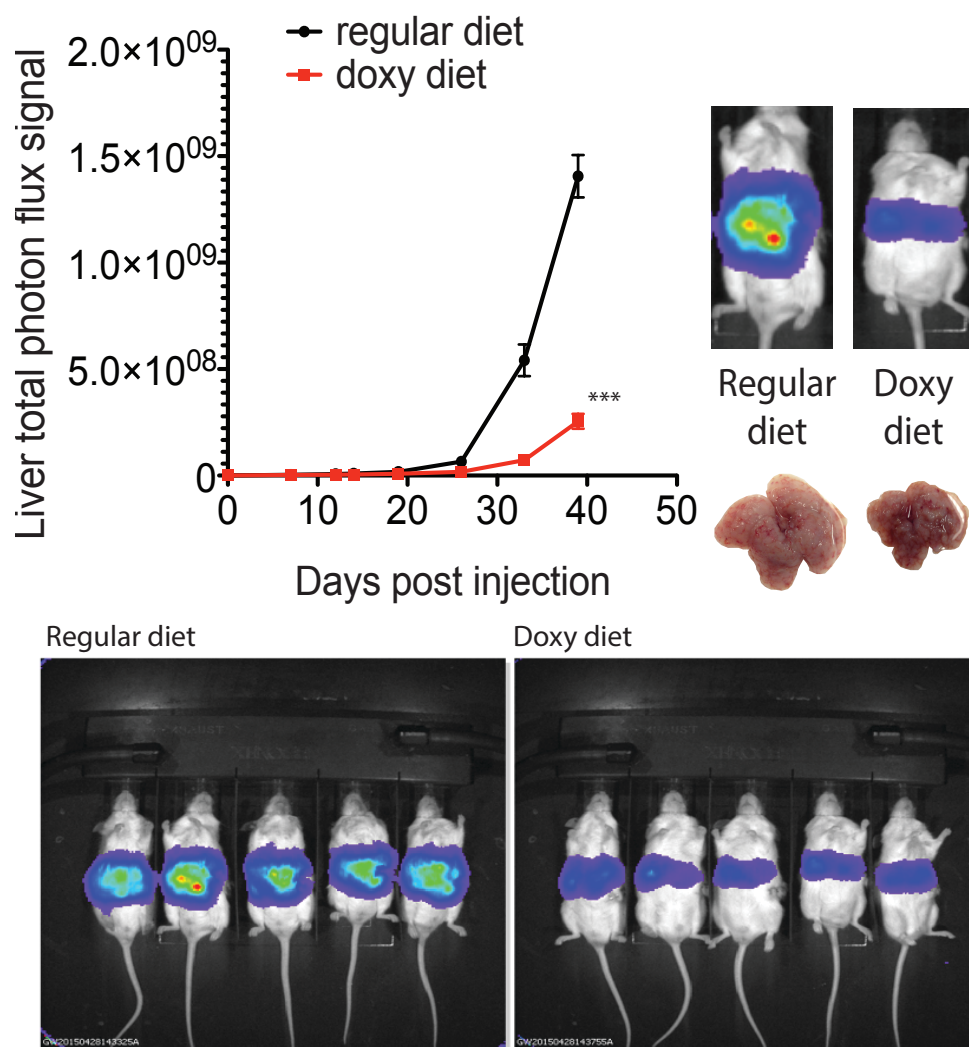 regular diet
doxy diet
Liver total photon flux signal
2.0×10⁰⁹
1.5×10⁰⁹
1.0×10⁰⁹
5.0×10⁰⁸
0
***
0 10 20 30 40 50
Days post injection
Regular
diet
Doxy
diet
Regular diet
Doxy diet
GW20150428143325A
GW20150428143755A